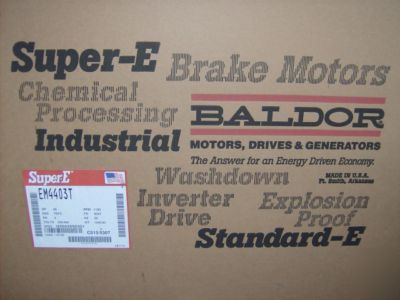 Super-E
Brake Motors
Chemical
Processing
BALDOR
Industrial
MOTORS, DRIVES & GENERATORS
The Answer for an Energy Driven Economy.
Super-E
EM4403T
Washdown
MADE IN U.S.A.
Ft. Smith, Arkansas
Inverter
Drive
Explosion
Proof
Standard-E